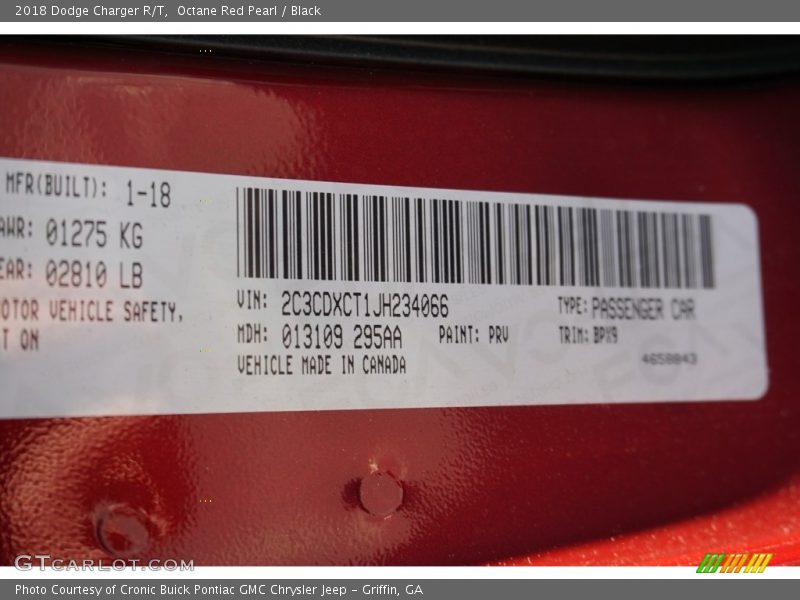 2018 Dodge Charger R/T, Octane Red Pearl / Black
MFR(BUILT): 1-18
AWR: 01275 KG
EAR: 02810 LB
OTOR VEHICLE SAFETY,
T ON
VIN: 2C3CDXCT1JH234066
TYPE: PASSENGER CAR
MDH: 013109 295AA
PAINT: PRV
TRIM: BPX9
VEHICLE MADE IN CANADA
4658043
GTCARLOT.COM
Photo Courtesy of Cronic Buick Pontiac GMC Chrysler Jeep - Griffin, GA